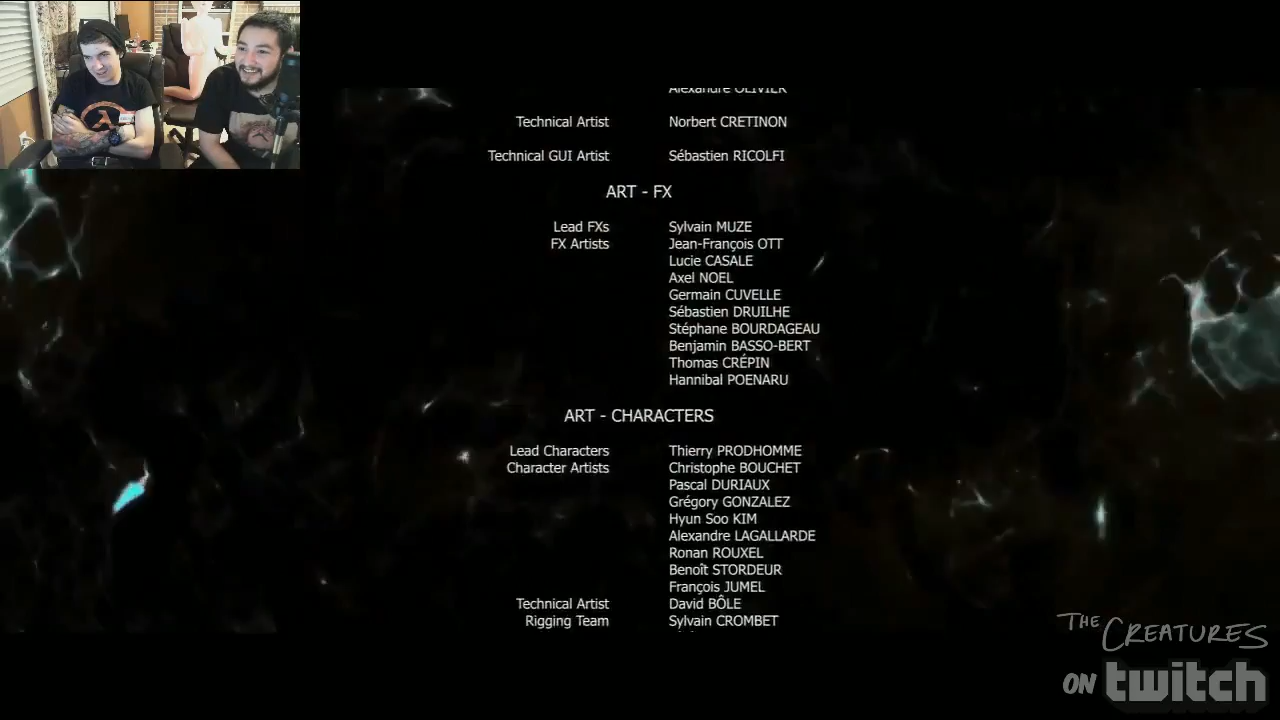 Alexandre OLIVIER
Technical Artist Norbert CRETINON
Technical GUI Artist Sébastien RICOLFI
ART - FX
Lead FXs Sylvain MUZE
FX Artists Jean-François OTT
Lucie CASALE
Axel NOEL
Germain CUVELLE
Sébastien DRUILHE
Stéphane BOURDAGEAU
Benjamin BASSO-BERT
Thomas CRÉPIN
Hannibal POENARU
ART - CHARACTERS
Lead Characters Thierry PRODHOMME
Character Artists Christophe BOUCHET
Pascal DURIAUX
Grégory GONZALEZ
Hyun Soo KIM
Alexandre LAGALLARDE
Ronan ROUXEL
Benoît STORDEUR
François JUMEL
Technical Artist David BÔLE
Rigging Team Sylvain CROMBET
THE CREATURES
ON twitch